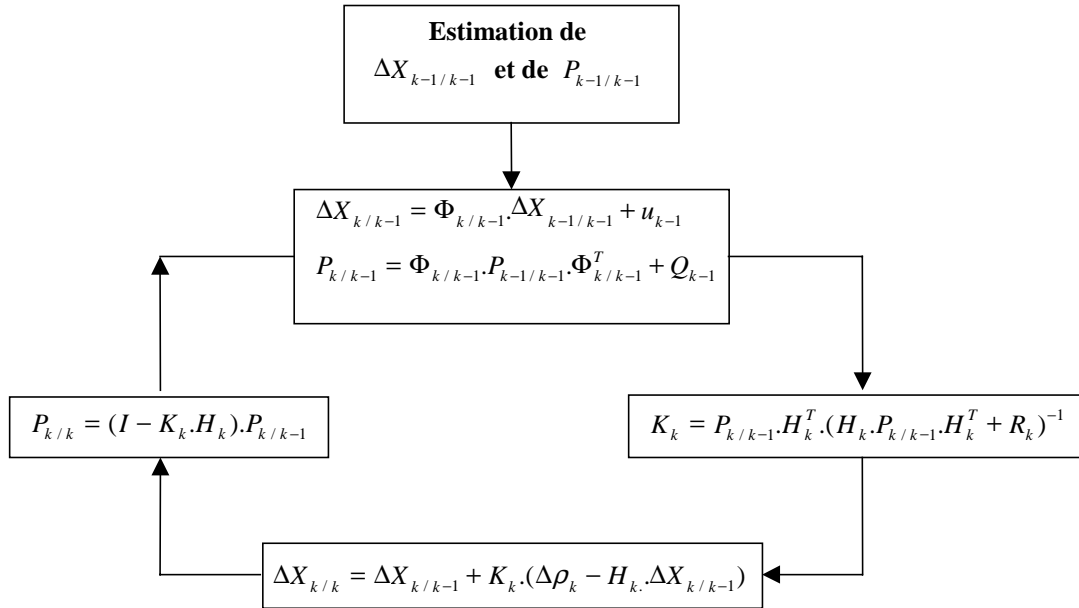 Estimation de
ΔX_{k−1/k−1} et de P_{k−1/k−1}
ΔX_{k/k−1} = Φ_{k/k−1}.ΔX_{k−1/k−1} + u_{k−1}
P_{k/k−1} = Φ_{k/k−1}.P_{k−1/k−1}.Φ^T_{k/k−1} + Q_{k−1}
P_{k/k} = (I − K_k.H_k).P_{k/k−1}
K_k = P_{k/k−1}.H_k^T.(H_k.P_{k/k−1}.H_k^T + R_k)^{−1}
ΔX_{k/k} = ΔX_{k/k−1} + K_k.(Δρ_k − H_{k.}ΔX_{k/k−1})